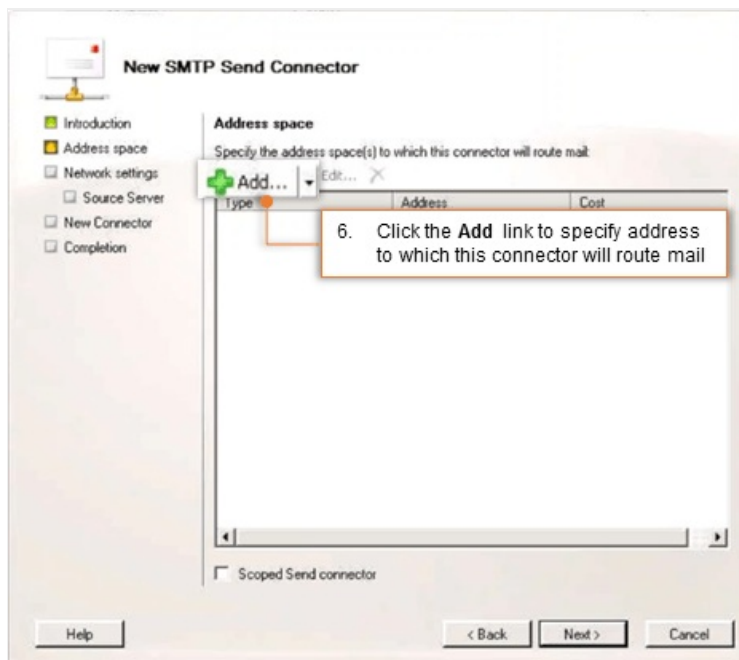 New SMTP Send Connector
Introduction
Address space
Network settings
Source Server
New Connector
Completion
Address space
Specify the address space(s) to which this connector will route mail:
Add... Edit...
Type Address Cost
6. Click the Add link to specify address
to which this connector will route mail
Scoped Send connector
Help < Back Next > Cancel